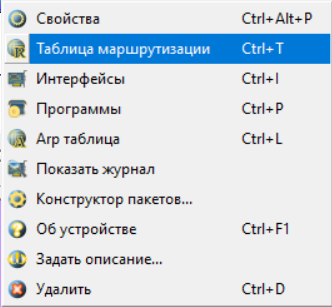 Свойства Ctrl+Alt+P
Таблица маршрутизации Ctrl+T
Интерфейсы Ctrl+I
Программы Ctrl+P
Arp таблица Ctrl+L
Показать журнал
Конструктор пакетов...
Об устройстве Ctrl+F1
Задать описание...
Удалить Ctrl+D